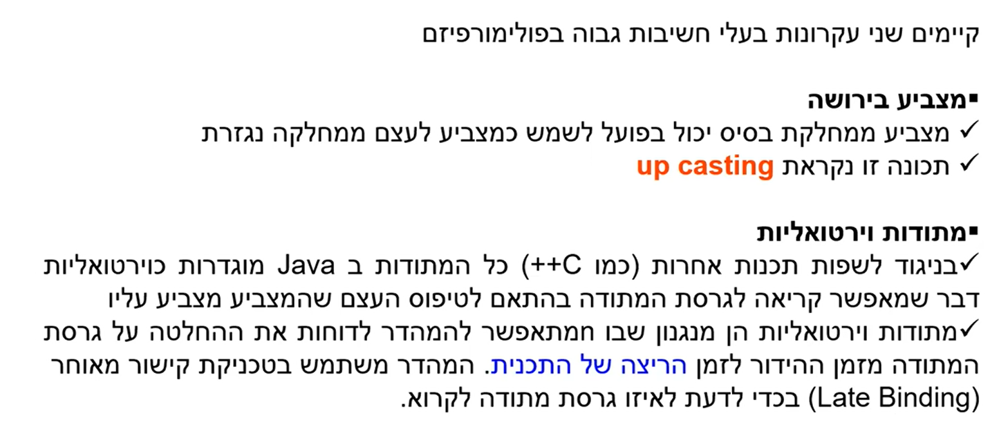 קיימים שני עקרונות בעלי חשיבות גבוה בפולימורפיזם
▪מצביע בירושה
✓ מצביע ממחלקת בסיס יכול בפועל לשמש כמצביע לעצם ממחלקה נגזרת
✓ תכונה זו נקראת up casting
▪מתודות וירטואליות
✓בניגוד לשפות תכנות אחרות (כמו C++) כל המתודות ב Java מוגדרות כוירטואליות
דבר שמאפשר קריאה לגרסת המתודה בהתאם לטיפוס העצם שהמצביע מצביע עליו
✓מתודות וירטואליות הן מנגנון שבו nמתאפשר להמהדר לדוחות את ההחלטה על גרסת
המתודה מזמן ההידור לזמן הריצה של התכנית. המהדר משתמש בטכניקת קישור מאוחר
(Late Binding) בכדי לדעת לאיזו גרסת מתודה לקרוא.